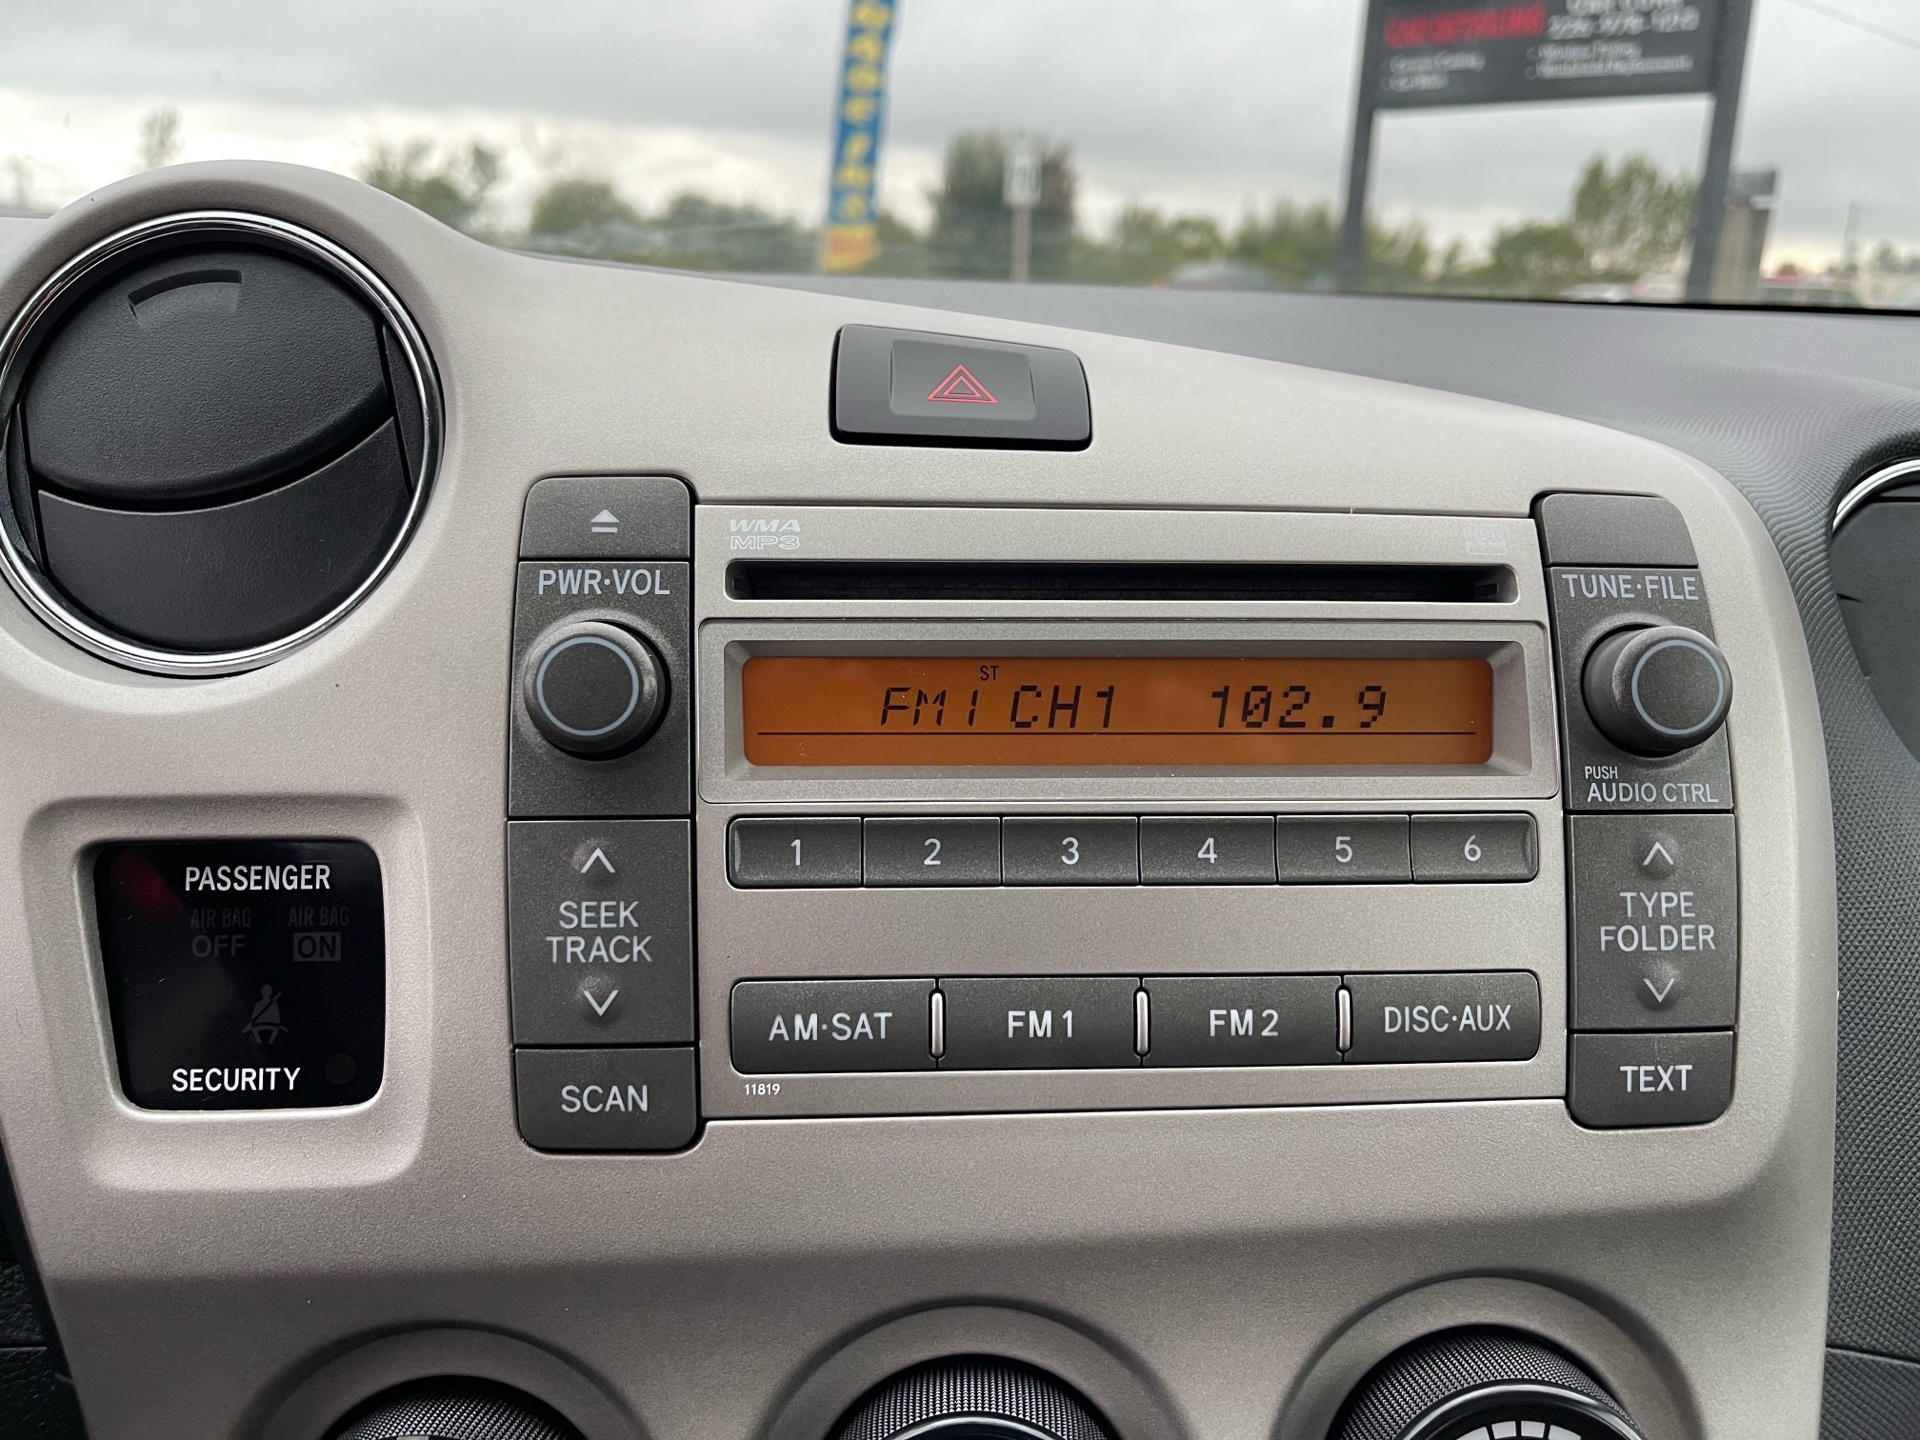 CAR DETAILING
WMA
MP3
PWR·VOL
TUNE·FILE
ST
FM1 CH1 102.9
PUSH
AUDIO CTRL
1 2 3 4 5 6
PASSENGER
AIR BAG AIR BAG
OFF ON
SECURITY
SEEK
TRACK
TYPE
FOLDER
AM·SAT FM1 FM2 DISC·AUX
11819
SCAN
TEXT